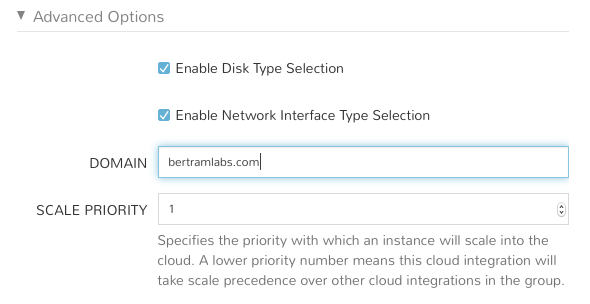 Advanced Options
Enable Disk Type Selection
Enable Network Interface Type Selection
DOMAIN bertramlabs.com
SCALE PRIORITY 1
Specifies the priority with which an instance will scale into the
cloud. A lower priority number means this cloud integration will
take scale precedence over other cloud integrations in the group.